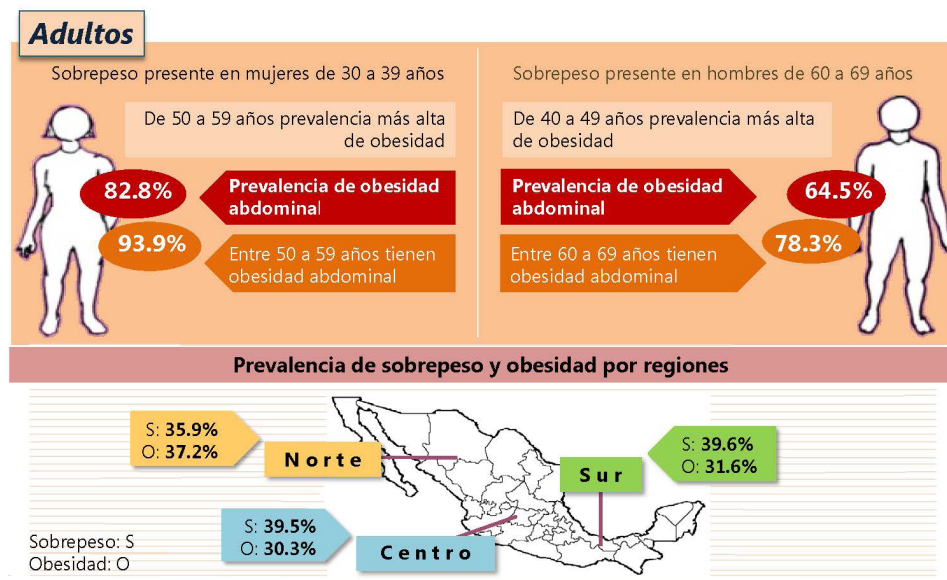 Adultos
Sobrepeso presente en mujeres de 30 a 39 años
De 50 a 59 años prevalencia más alta
de obesidad
82.8%
Prevalencia de obesidad
abdominal
93.9%
Entre 50 a 59 años tienen
obesidad abdominal
Sobrepeso presente en hombres de 60 a 69 años
De 40 a 49 años prevalencia más alta
de obesidad
Prevalencia de obesidad
abdominal
64.5%
Entre 60 a 69 años tienen
obesidad abdominal
78.3%
Prevalencia de sobrepeso y obesidad por regiones
S: 35.9%
O: 37.2%
Norte
S: 39.6%
O: 31.6%
Sur
S: 39.5%
O: 30.3%
Centro
Sobrepeso: S
Obesidad: O